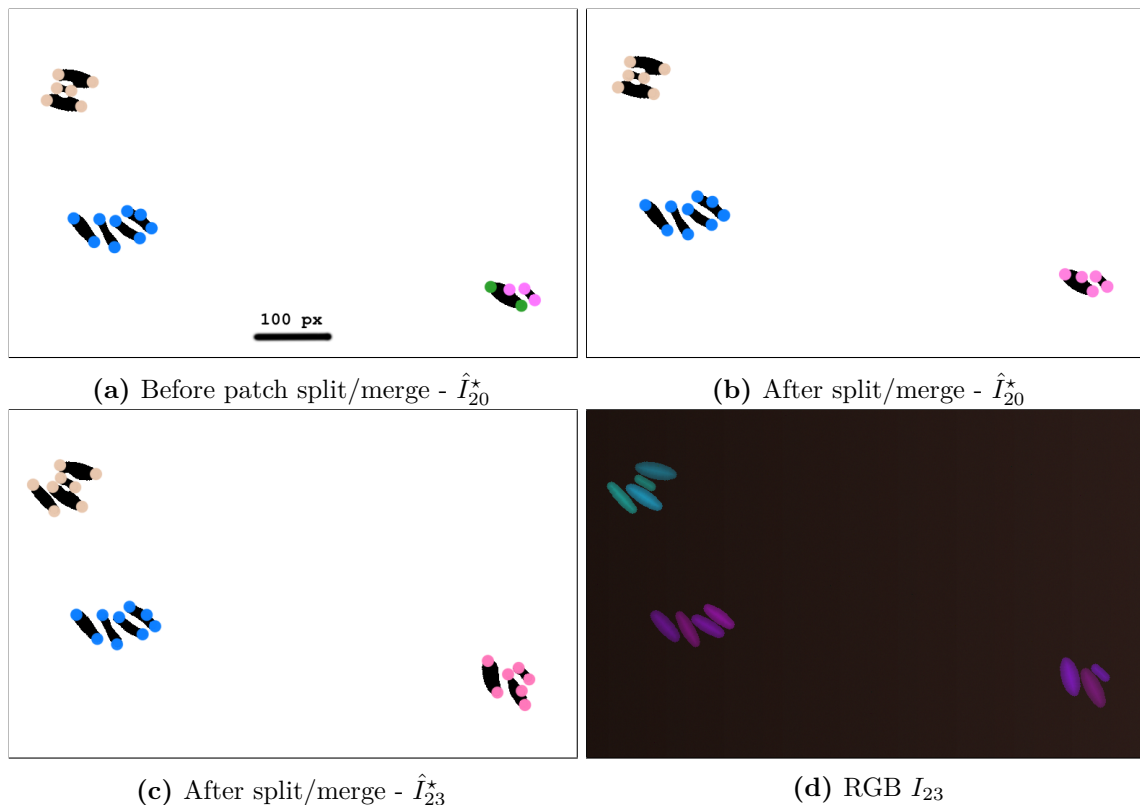 100 px
(a) Before patch split/merge - Î⋆20
(b) After split/merge - Î⋆20
(c) After split/merge - Î⋆23
(d) RGB I23